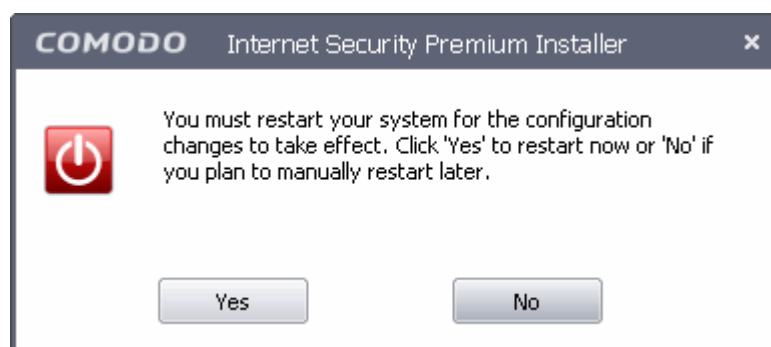 COMODO Internet Security Premium Installer
You must restart your system for the configuration
changes to take effect. Click 'Yes' to restart now or 'No' if
you plan to manually restart later.
Yes No